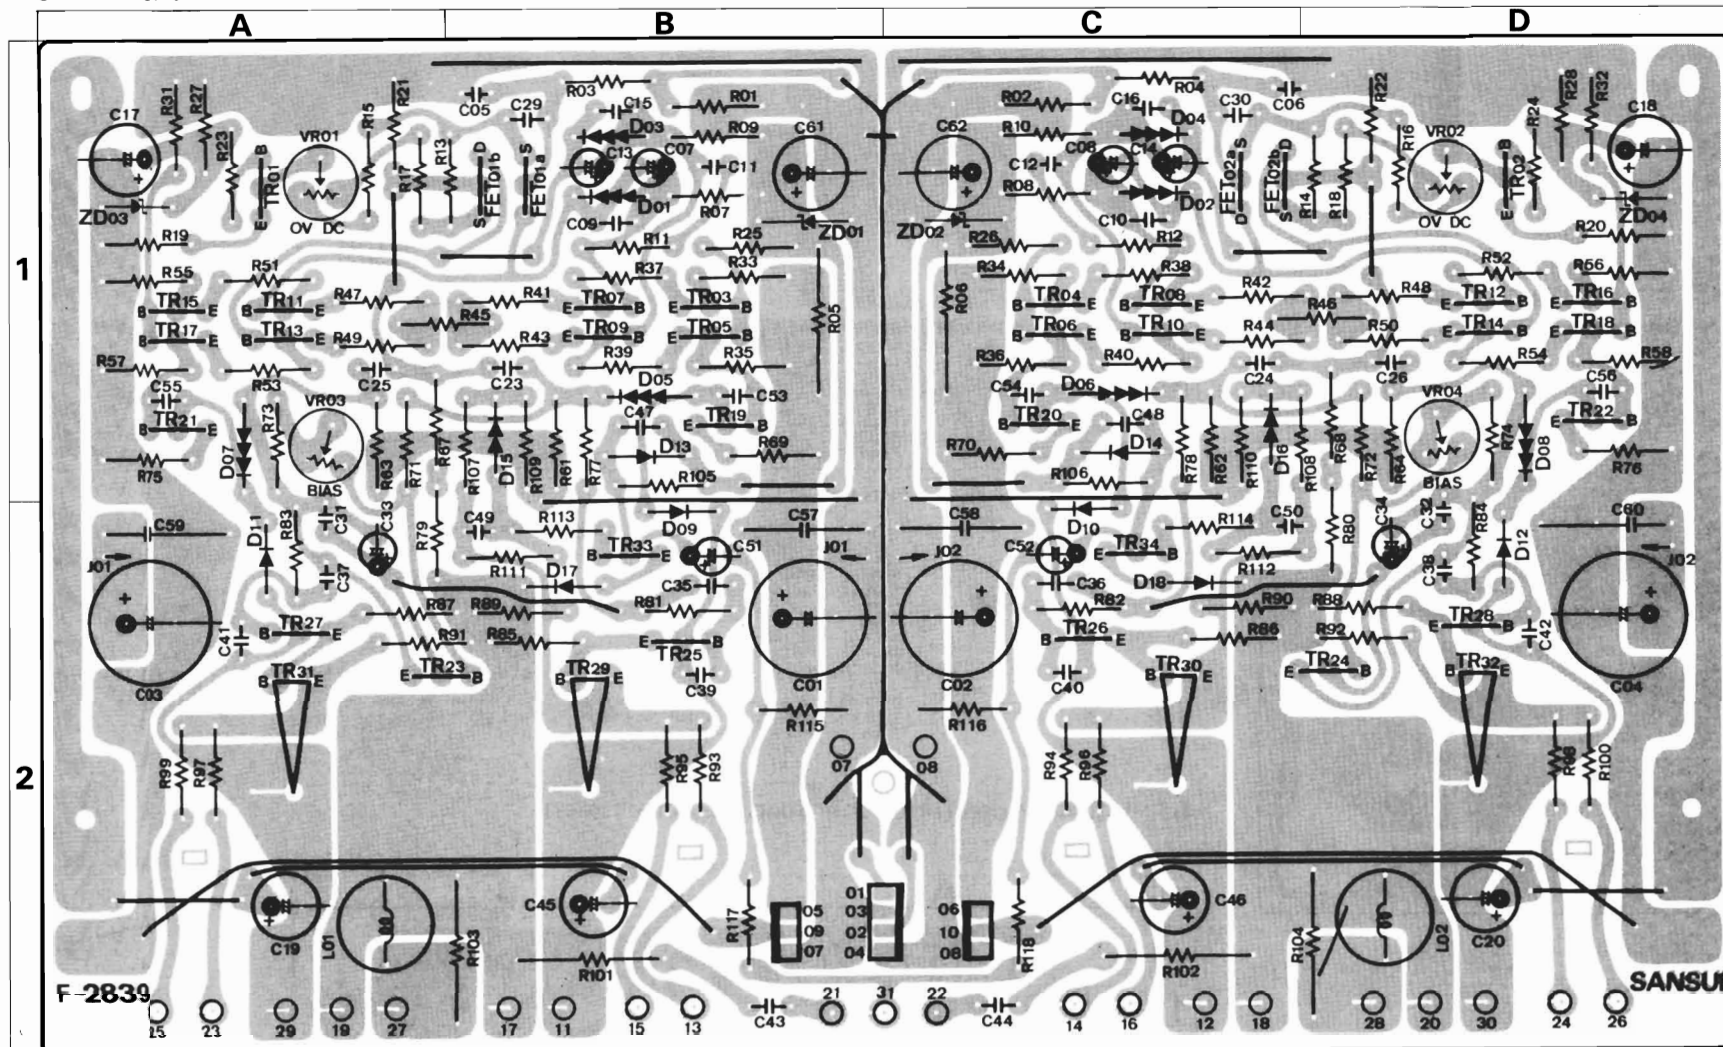 A B C D
1
2
R31 R27 R15 R21 C05 C29 R03 C15 R01 R02 C16 R04 C30 C06 R22 R24 R28 R32
C17 R23 VR01 R13 D03 R09 C61 C62 R10 D04 R16 VR02 C18
TR01 R17 D S C13 C07 C11 C12 C08 C14 S D TR02
B E FET01b FET01a R08 FET02a FET02b R14 R18 B E
ZD03 OV DC S D01 R07 D02 D OV DC ZD04
C09 ZD01 ZD02 C10
R19 R11 R25 R26 R12 R20
R55 R51 R37 R33 R34 R38 R52 R56
R47 R41 R05 R06 R42 R48
TR15 TR11 TR07 TR03 TR04 TR08 R46 TR12 TR16
B E B E E B E B B E B E E B E B
TR17 TR13 R45 TR09 TR05 TR06 TR10 R44 R50 TR14 TR18
B E B E E B E B B E B E E B E B
R49 R43
R57 R53 C25 C23 R39 R35 R36 R40 C24 C26 R54 R58
C55 R73 VR03 D05 C53 C54 D06 VR04 C56
TR21 C47 TR19 TR20 C48 TR22
B E B E B E E B B
D07 R63 R71 R67 R107 D15 R109 R61 R77 D13 R69 R70 D14 R78 R62 R110 D16 R108 R68 R72 R64 R74 D08
R75 BIAS R105 R106 BIAS R76
C59 D11 R83 C31 C33 R79 C49 R113 D09 C57 C58 D10 R114 C50 R80 C34 C32 R84 D12 C60
J01 C37 R111 TR33 C51 J01 J02 C52 TR34 R112 C38 J02
B E B E
D17 C35 C36 D18
R87 R89 R81 R82 R90 R88
C41 TR27 R91 R85 TR25 TR26 R86 R92 TR28 C42
B E B B E E B
TR31 TR23 TR29 C39 C40 TR30 TR24 TR32
B E E B B E B E B B E
C03 C01 C02 C04
R115 R116
R99 R97 R95 R93 07 08 R94 R96 R98 R100
C19 L01 R103 C45 R101 R117 05 01 06 R118 C46 R102 R104 L02 C20
09 03 10
07 02 08
04
F-2839 SANSUI
23 29 19 27 17 11 15 13 C43 21 31 22 C44 14 16 12 18 28 20 30 24 26